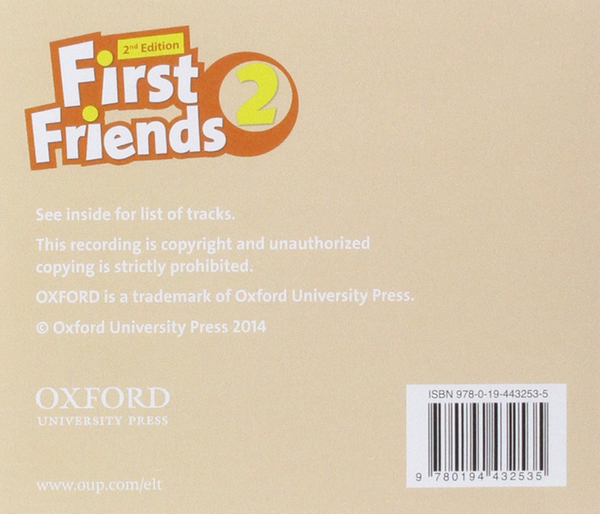 2nd Edition
First
Friends 2
See inside for list of tracks.
This recording is copyright and unauthorized
copying is strictly prohibited.
OXFORD is a trademark of Oxford University Press.
© Oxford University Press 2014
OXFORD
UNIVERSITY PRESS
www.oup.com/elt
ISBN 978-0-19-443253-5
9 780194 432535